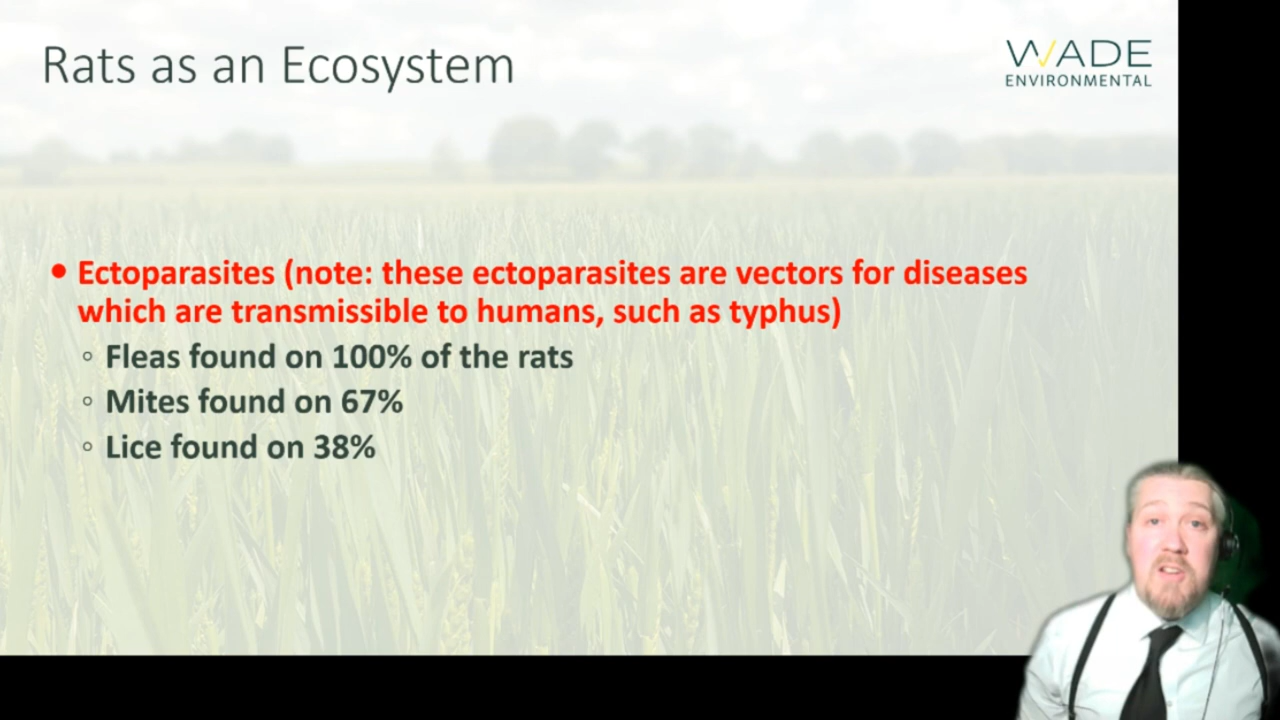 Rats as an Ecosystem
WADE
ENVIRONMENTAL
• Ectoparasites (note: these ectoparasites are vectors for diseases
which are transmissible to humans, such as typhus)
◦ Fleas found on 100% of the rats
◦ Mites found on 67%
◦ Lice found on 38%